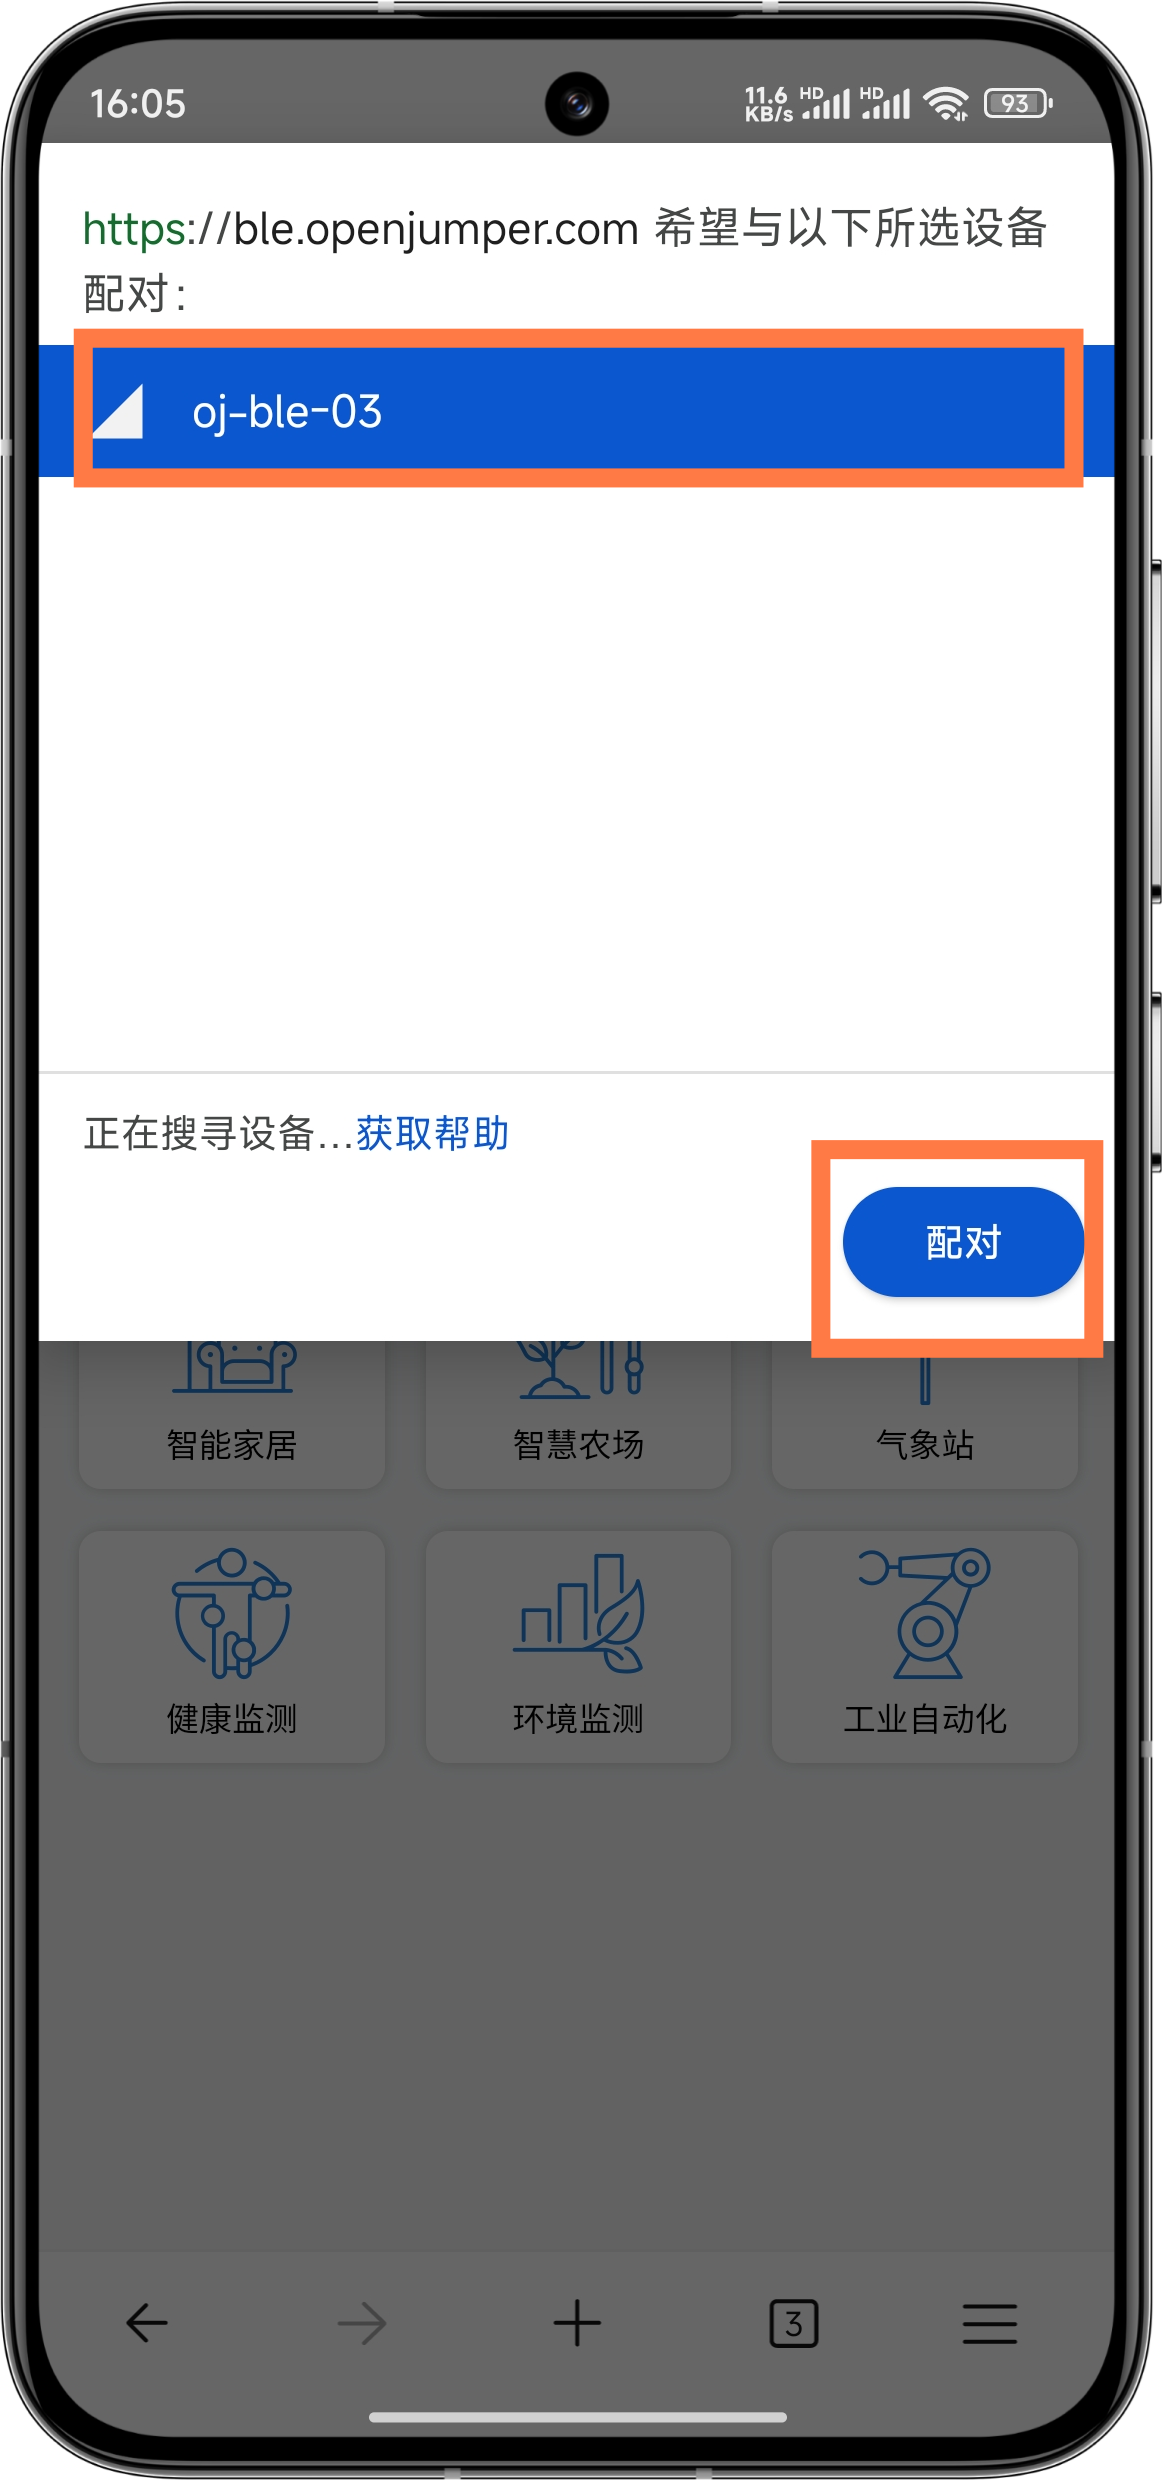 16:05
11.6 KB/s HD HD 93
https://ble.openjumper.com 希望与以下所选设备
配对：
oj-ble-03
正在搜寻设备…获取帮助
配对
智能家居 智慧农场 气象站
健康监测 环境监测 工业自动化
3